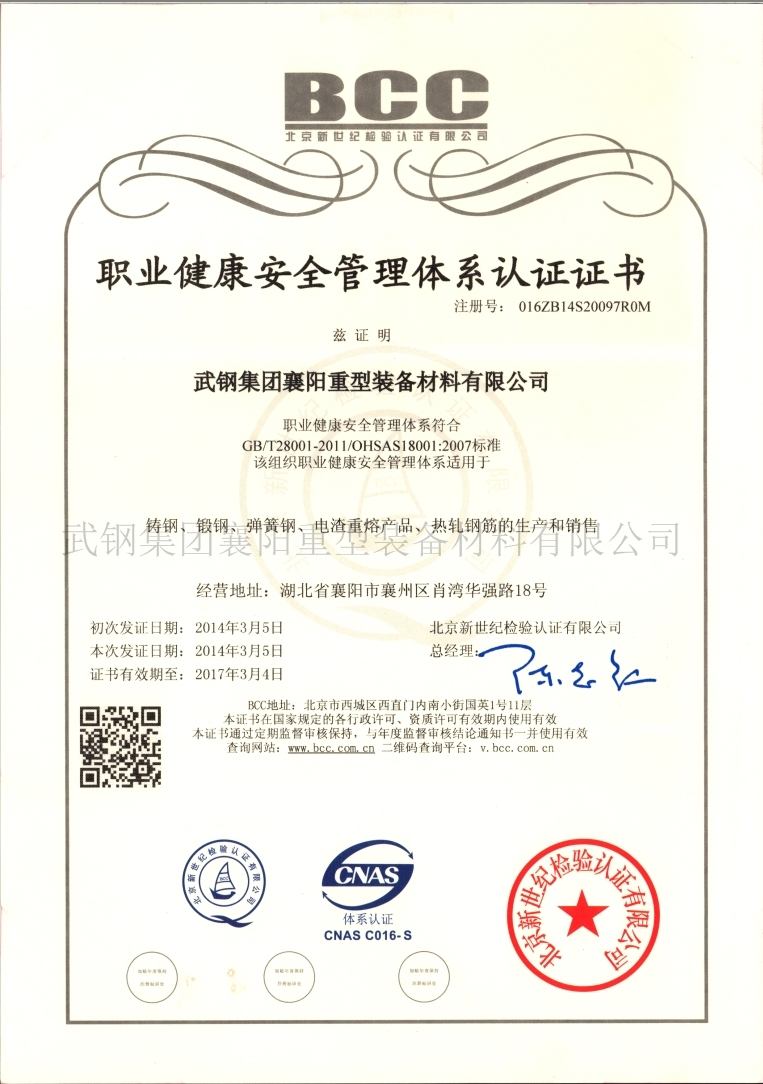 BCC
北京新世纪检验认证有限公司
职业健康安全管理体系认证证书
注册号： 016ZB14S20097R0M
兹 证 明
武钢集团襄阳重型装备材料有限公司
职业健康安全管理体系符合
GB/T28001-2011/OHSAS18001:2007标准
该组织职业健康安全管理体系适用于
铸钢、锻钢、弹簧钢、电渣重熔产品、热轧钢筋的生产和销售
武钢集团襄阳重型装备材料有限公司
经营地址：湖北省襄阳市襄州区肖湾华强路18号
初次发证日期： 2014年3月5日
北京新世纪检验认证有限公司
本次发证日期： 2014年3月5日
总经理：
证书有效期至： 2017年3月4日
BCC地址：北京市西城区西直门内南小街国英1号11层
本证书在国家规定的各行政许可、资质许可有效期内使用有效
本证书通过定期监督审核保持，与年度监督审核结论通知书一并使用有效
查询网站：www.bcc.com.cn 二维码查询平台：v.bcc.com.cn
北京新世纪检验认证有限公司
BCC
CNAS
体系认证
CNAS C016-S
北京新世纪检验认证有限公司